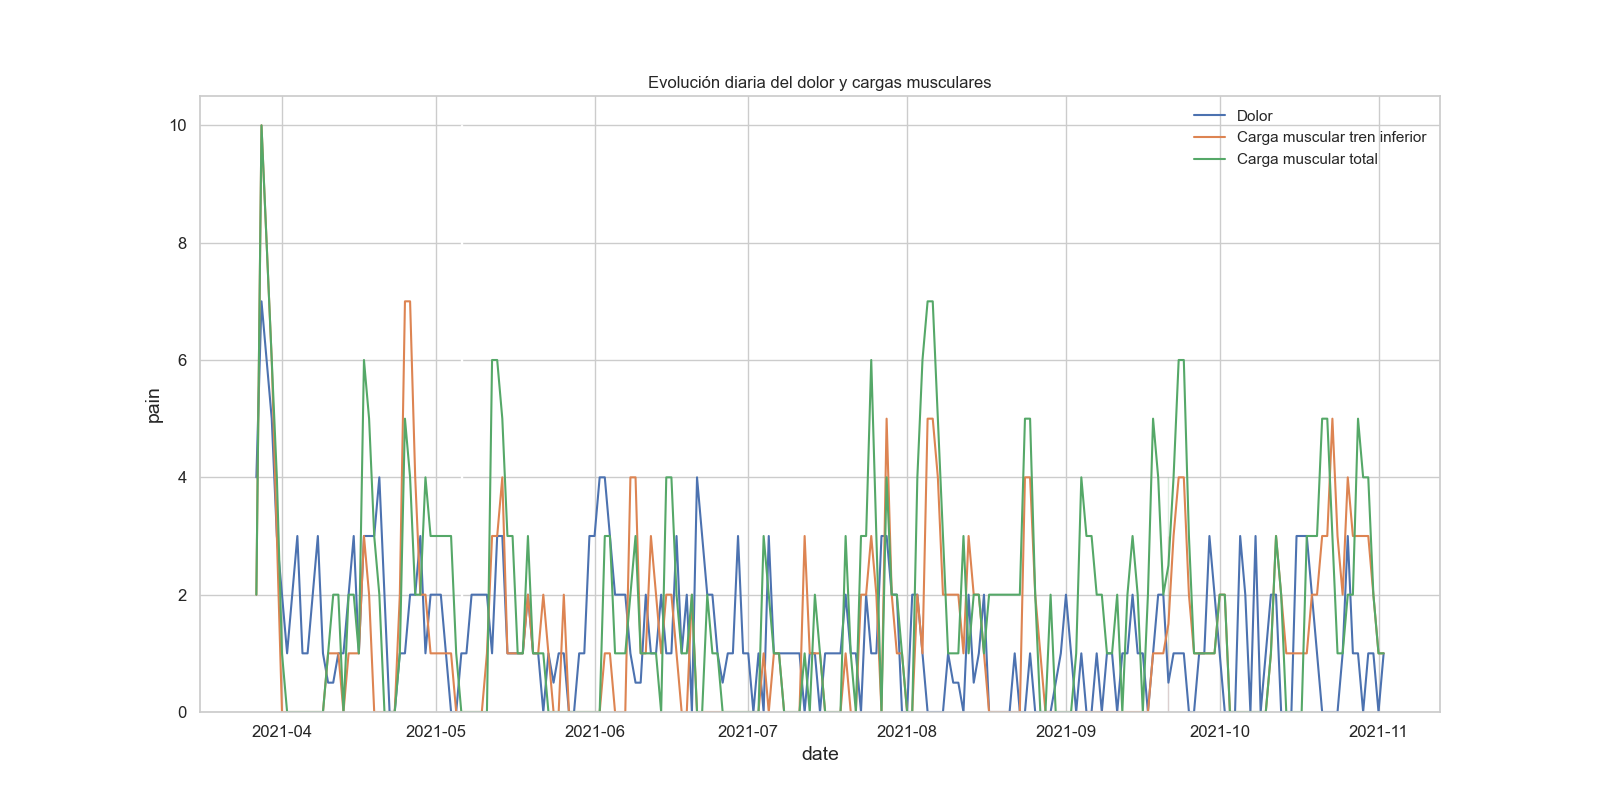 Evolución diaria del dolor y cargas musculares
Dolor
Carga muscular tren inferior
Carga muscular total
pain
10
8
6
4
2
0
2021-04
2021-05
2021-06
2021-07
2021-08
2021-09
2021-10
2021-11
date